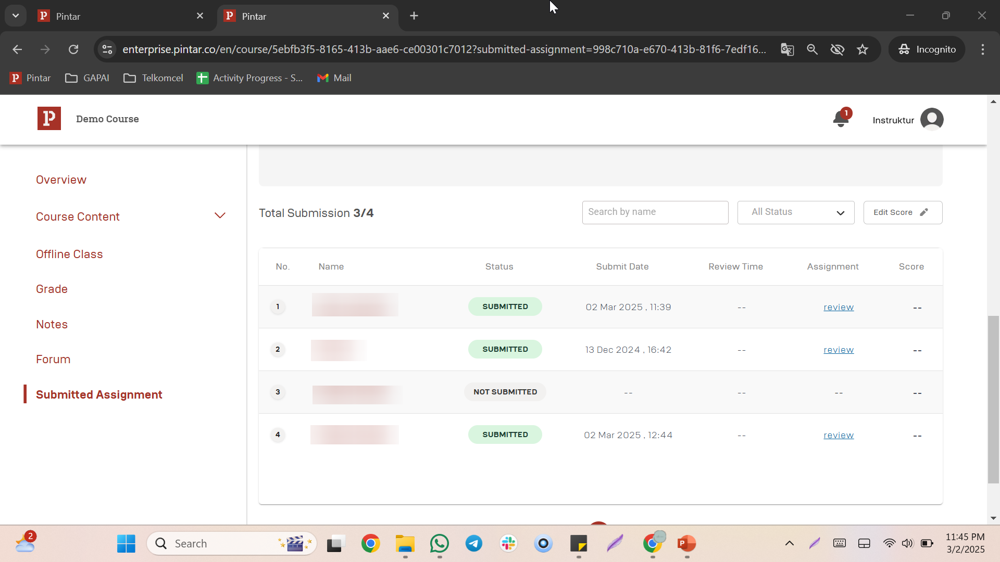 Pintar
Pintar
enterprise.pintar.co/en/course/5ebfb3f5-8165-413b-aae6-ce00301c7012?submitted-assignment=998c710a-e670-413b-81f6-7edf16...
Incognito
Pintar
GAPAI
Telkomcel
Activity Progress - S...
Mail
P
Demo Course
1
Instruktur
Overview
Course Content
Offline Class
Grade
Notes
Forum
Submitted Assignment
Total Submission 3/4
Search by name
All Status
Edit Score
No. Name Status Submit Date Review Time Assignment Score
1 SUBMITTED 02 Mar 2025 , 11:39 -- review --
2 SUBMITTED 13 Dec 2024 , 16:42 -- review --
3 NOT SUBMITTED -- -- -- --
4 SUBMITTED 02 Mar 2025 , 12:44 -- review --
2
Search
11:45 PM
3/2/2025